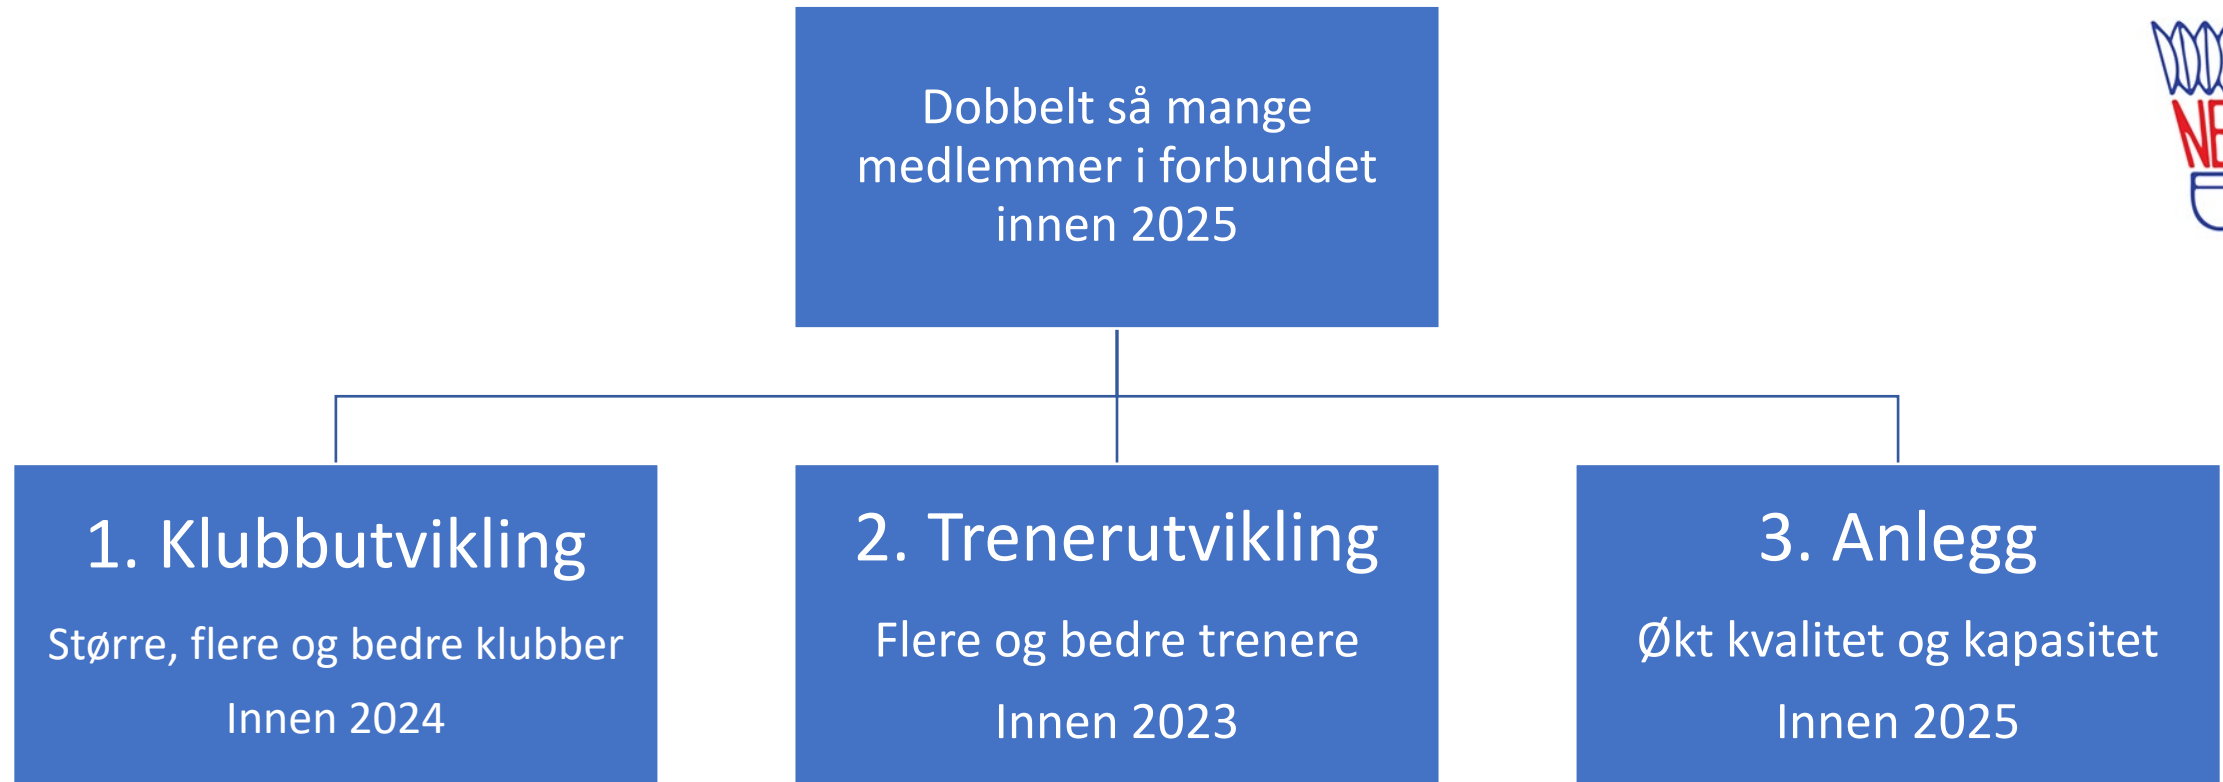 Dobbelt så mange
medlemmer i forbundet
innen 2025
1. Klubbutvikling
Større, flere og bedre klubber
Innen 2024
2. Trenerutvikling
Flere og bedre trenere
Innen 2023
3. Anlegg
Økt kvalitet og kapasitet
Innen 2025